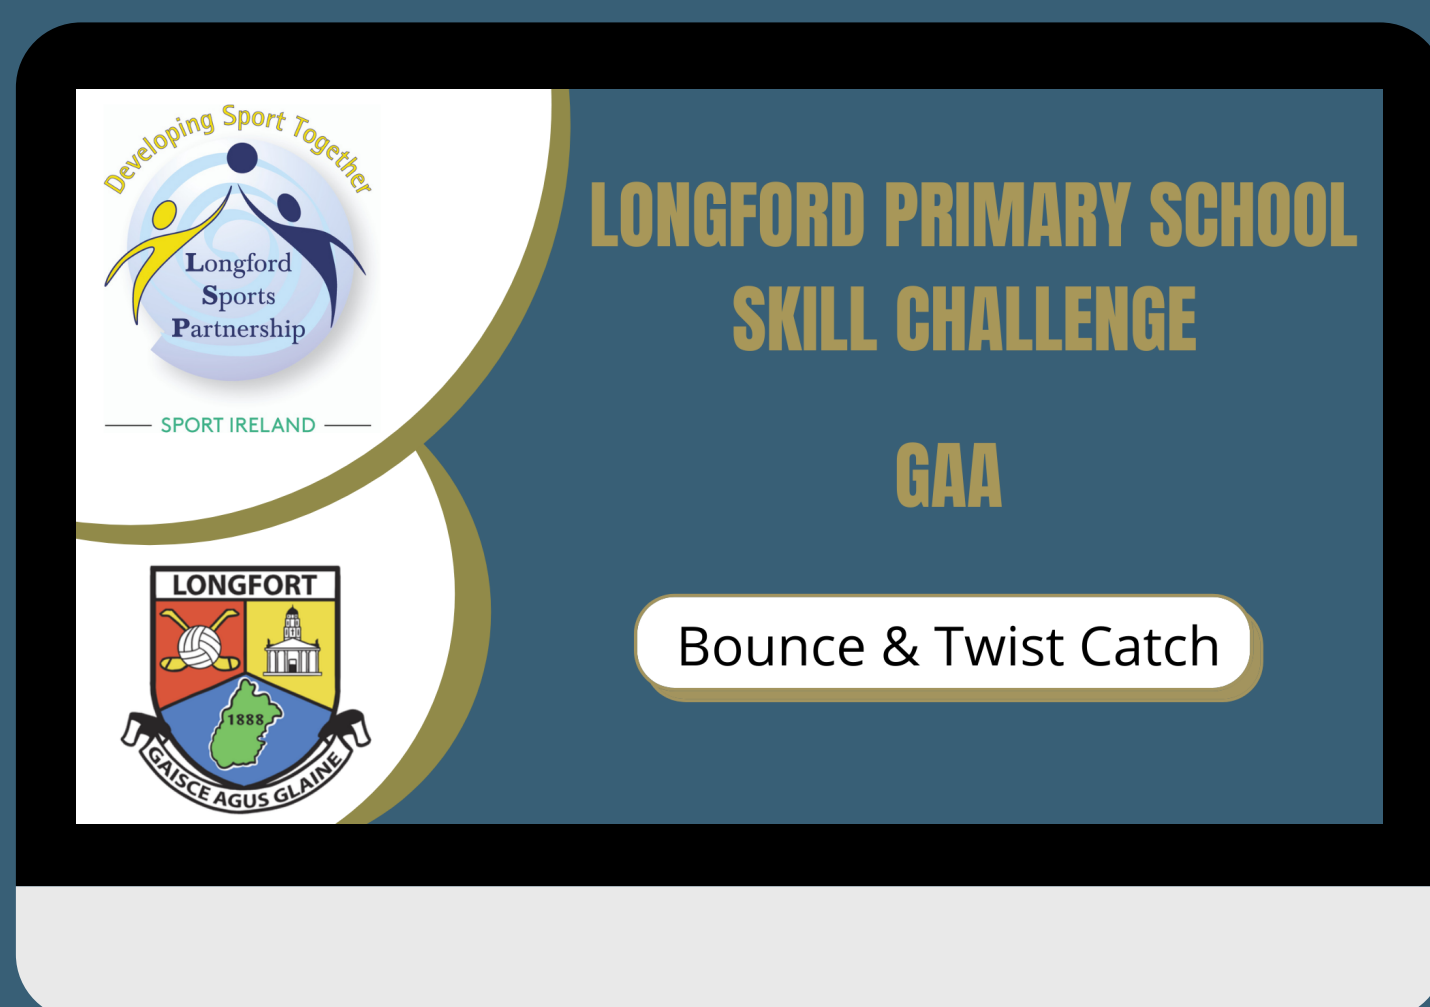 Developing Sport Together
Longford
Sports
Partnership
SPORT IRELAND
LONGFORD PRIMARY SCHOOL
SKILL CHALLENGE
GAA
Bounce & Twist Catch
LONGFORT
1888
GAISCE AGUS GLAINE